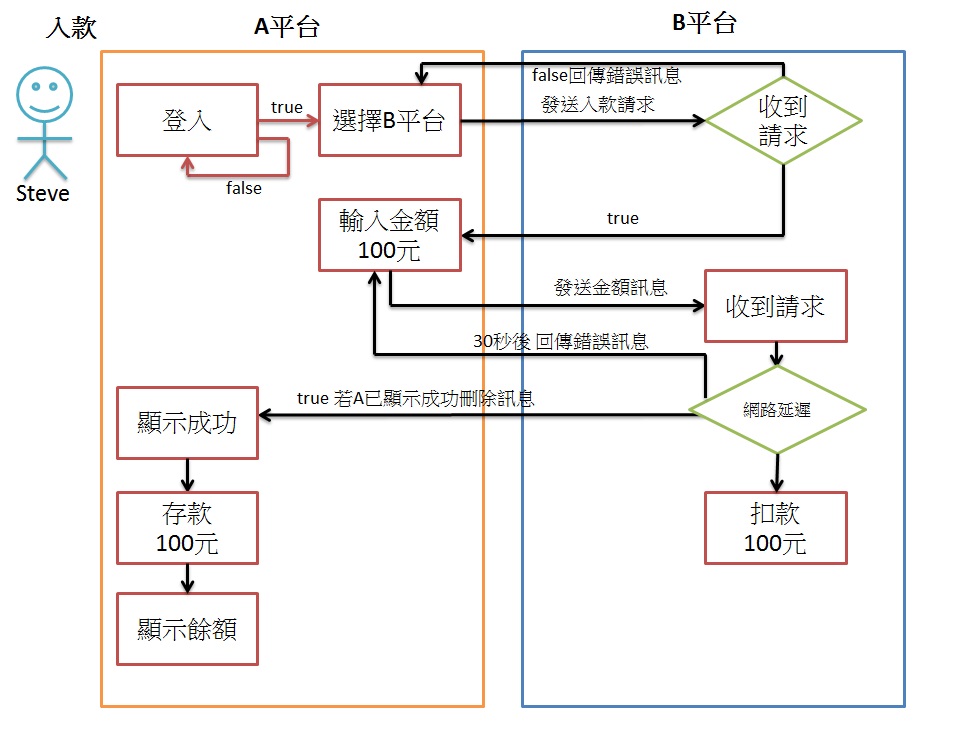 入款
A平台
B平台
Steve
登入
true
false
選擇B平台
false回傳錯誤訊息
發送入款請求
收到
請求
true
輸入金額
100元
發送金額訊息
收到請求
30秒後 回傳錯誤訊息
true 若A已顯示成功刪除訊息
網路延遲
顯示成功
存款
100元
扣款
100元
顯示餘額